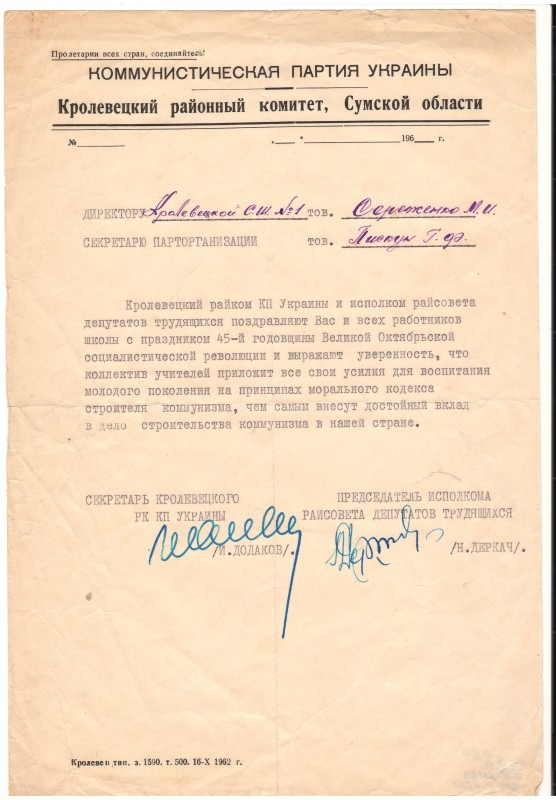 Пролетарии всех стран, соединяйтесь!
КОММУНИСТИЧЕСКАЯ ПАРТИЯ УКРАИНЫ
Кролевецкий районный комитет, Сумской области
№ „ “ 196 г.
ДИРЕКТОРУ Кролевецкой С.Ш. №1 тов. М.И.
СЕКРЕТАРЮ ПАРТОРГАНИЗАЦИИ тов. Пискун Г.
Кролевецкий райком КП Украины и исполком райсовета
депутатов трудящихся поздравляют Вас и всех работников
школы с праздником 45-й годовщины Великой Октябрьской
социалистической революции и выражают уверенность, что
коллектив учителей приложит все свои усилия для воспитания
молодого поколения на принципах морального кодекса
строителя коммунизма, чем самым внесут достойный вклад
в дело строительства коммунизма в нашей стране.
СЕКРЕТАРЬ КРОЛЕВЕЦКОГО
РК КП УКРАИНЫ
/И.ДОЛАКОВ/.
ПРЕДСЕДАТЕЛЬ ИСПОЛКОМА
РАЙСОВЕТА ДЕПУТАТОВ ТРУДЯЩИХСЯ
/Н.ДЕРКАЧ/.
Кролевец тип. з. 1590. т. 500. 16-X 1962 г.